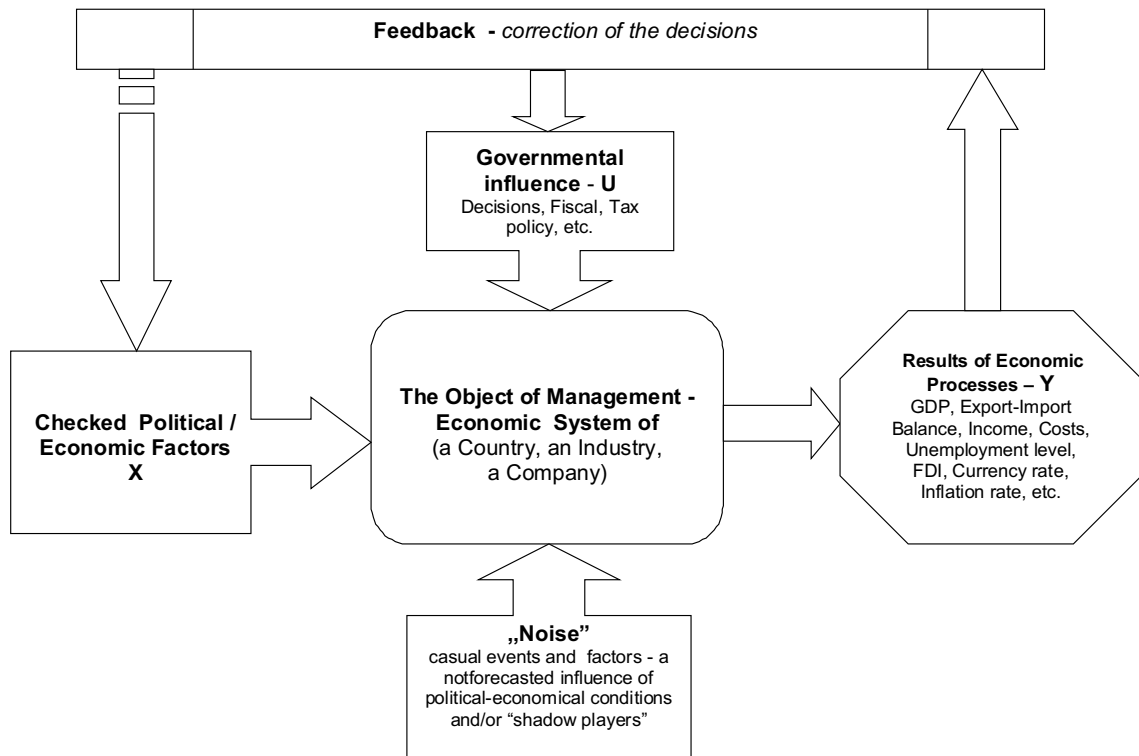 Feedback - correction of the decisions
Governmental
influence - U
Decisions, Fiscal, Tax
policy, etc.
Checked Political /
Economic Factors
X
The Object of Management -
Economic System of
(a Country, an Industry,
a Company)
Results of Economic
Processes – Y
GDP, Export-Import
Balance, Income, Costs,
Unemployment level,
FDI, Currency rate,
Inflation rate, etc.
„Noise”
casual events and factors - a
notforecasted influence of
political-economical conditions
and/or “shadow players”